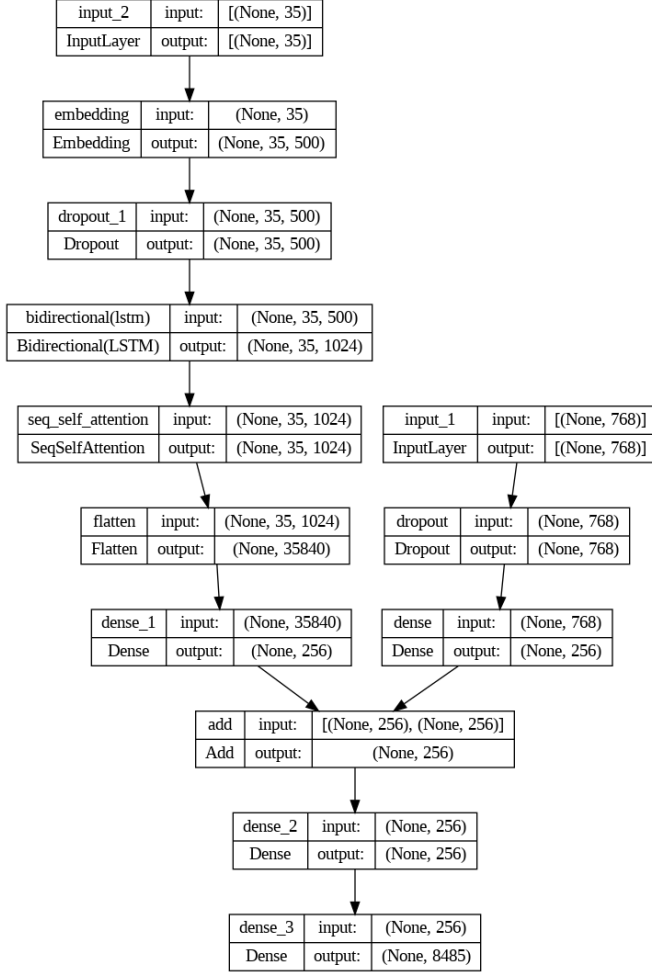 input_2 input: [(None, 35)]
InputLayer output: [(None, 35)]
embedding input: (None, 35)
Embedding output: (None, 35, 500)
dropout_1 input: (None, 35, 500)
Dropout output: (None, 35, 500)
bidirectional(lstm) input: (None, 35, 500)
Bidirectional(LSTM) output: (None, 35, 1024)
seq_self_attention input: (None, 35, 1024)
SeqSelfAttention output: (None, 35, 1024)
input_1 input: [(None, 768)]
InputLayer output: [(None, 768)]
flatten input: (None, 35, 1024)
Flatten output: (None, 35840)
dropout input: (None, 768)
Dropout output: (None, 768)
dense_1 input: (None, 35840)
Dense output: (None, 256)
dense input: (None, 768)
Dense output: (None, 256)
add input: [(None, 256), (None, 256)]
Add output: (None, 256)
dense_2 input: (None, 256)
Dense output: (None, 256)
dense_3 input: (None, 256)
Dense output: (None, 8485)